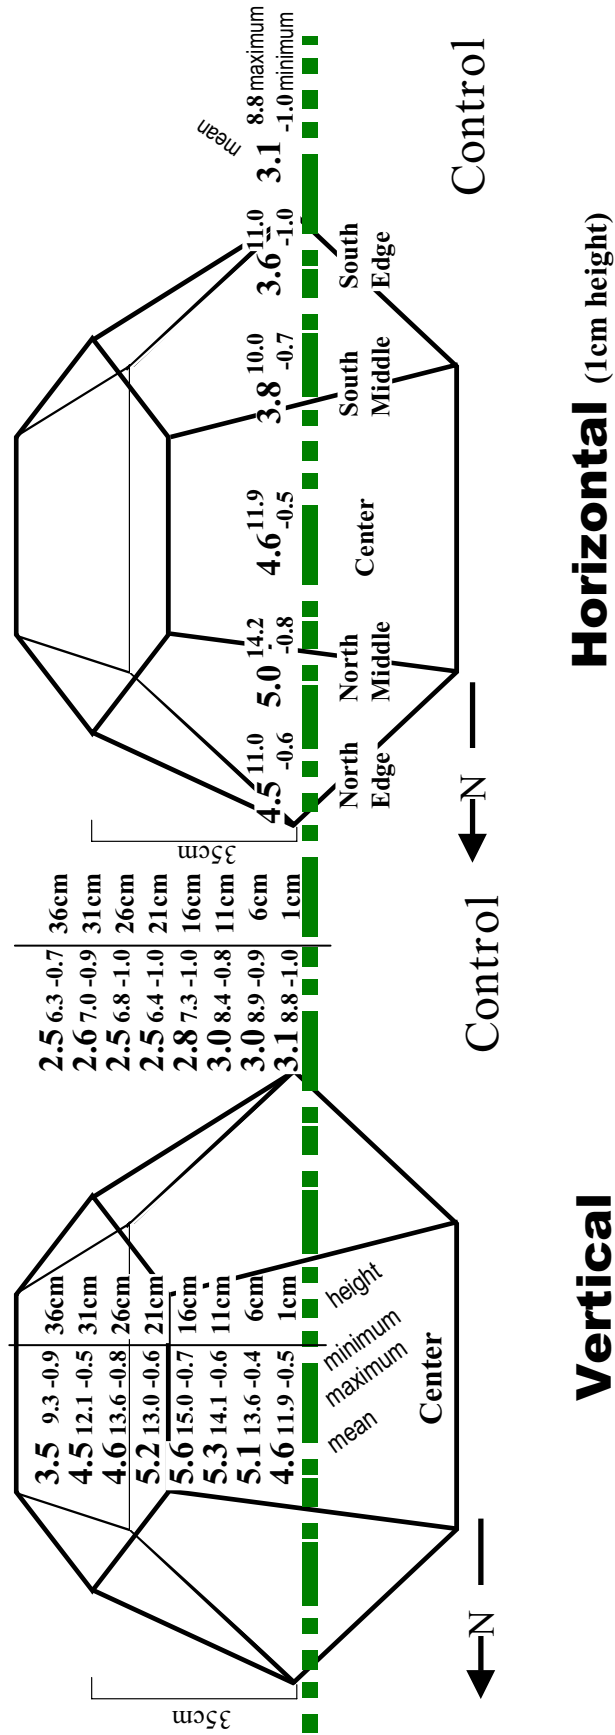 3.5 9.3 -0.9 36cm
4.5 12.1 -0.5 31cm
4.6 13.6 -0.8 26cm
5.2 13.0 -0.6 21cm
5.6 15.0 -0.7 16cm
5.3 14.1 -0.6 11cm
5.1 13.6 -0.4 6cm
4.6 11.9 -0.5 1cm
mean maximum minimum height
Center
35cm
N
Vertical
2.5 6.3 -0.7 36cm
2.6 7.0 -0.9 31cm
2.5 6.8 -1.0 26cm
2.5 6.4 -1.0 21cm
2.8 7.3 -1.0 16cm
3.0 8.4 -0.8 11cm
3.0 8.9 -0.9 6cm
3.1 8.8 -1.0 1cm
Control
35cm
4.5 11.0 -0.6
North
Edge
5.0 14.2 -0.8
North
Middle
4.6 11.9 -0.5
Center
3.8 10.0 -0.7
South
Middle
3.6 11.0 -1.0
South
Edge
mean
3.1 8.8 maximum
-1.0 minimum
Control
N
Horizontal (1cm height)